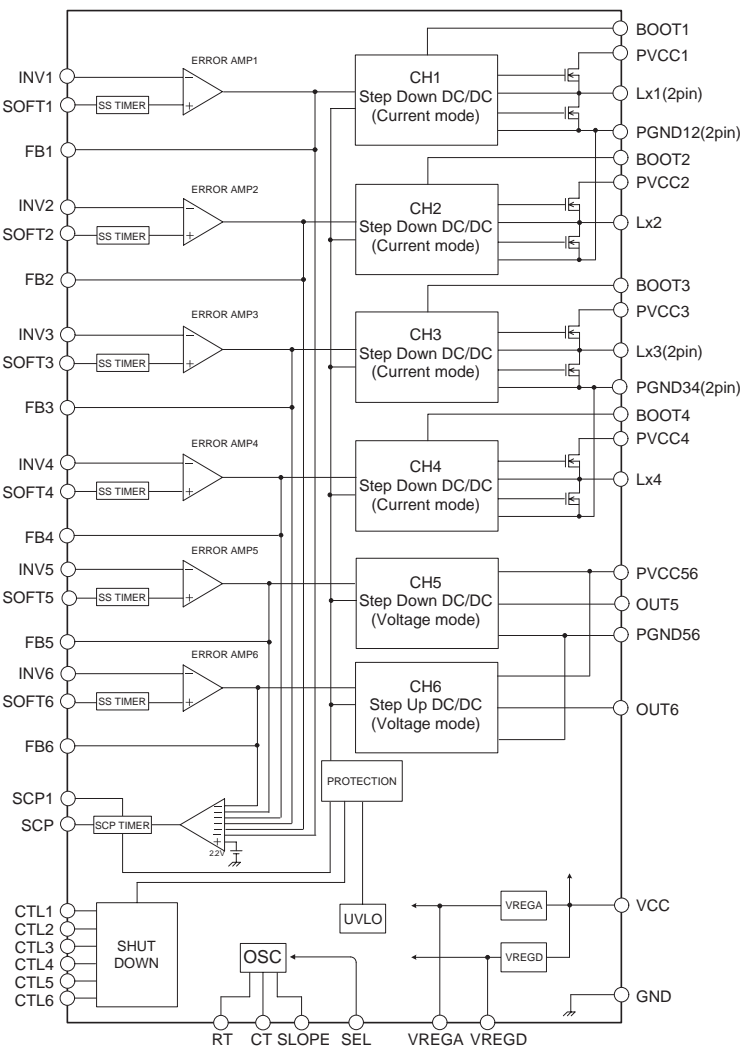 BOOT1
PVCC1
ERROR AMP1
INV1
CH1
Step Down DC/DC
(Current mode)
Lx1(2pin)
SOFT1
SS TIMER
PGND12(2pin)
FB1
BOOT2
PVCC2
ERROR AMP2
INV2
CH2
Step Down DC/DC
(Current mode)
Lx2
SOFT2
SS TIMER
FB2
BOOT3
PVCC3
ERROR AMP3
INV3
CH3
Step Down DC/DC
(Current mode)
Lx3(2pin)
SOFT3
SS TIMER
PGND34(2pin)
FB3
BOOT4
PVCC4
ERROR AMP4
INV4
CH4
Step Down DC/DC
(Current mode)
Lx4
SOFT4
SS TIMER
FB4
ERROR AMP5
INV5
CH5
Step Down DC/DC
(Voltage mode)
PVCC56
OUT5
PGND56
SOFT5
SS TIMER
FB5
ERROR AMP6
INV6
CH6
Step Up DC/DC
(Voltage mode)
OUT6
SOFT6
SS TIMER
FB6
PROTECTION
SCP1
SCP
SCP TIMER
2.2V
CTL1
CTL2
CTL3
CTL4
CTL5
CTL6
SHUT
DOWN
UVLO
VREGA
VCC
OSC
VREGD
GND
RT
CT
SLOPE
SEL
VREGA
VREGD